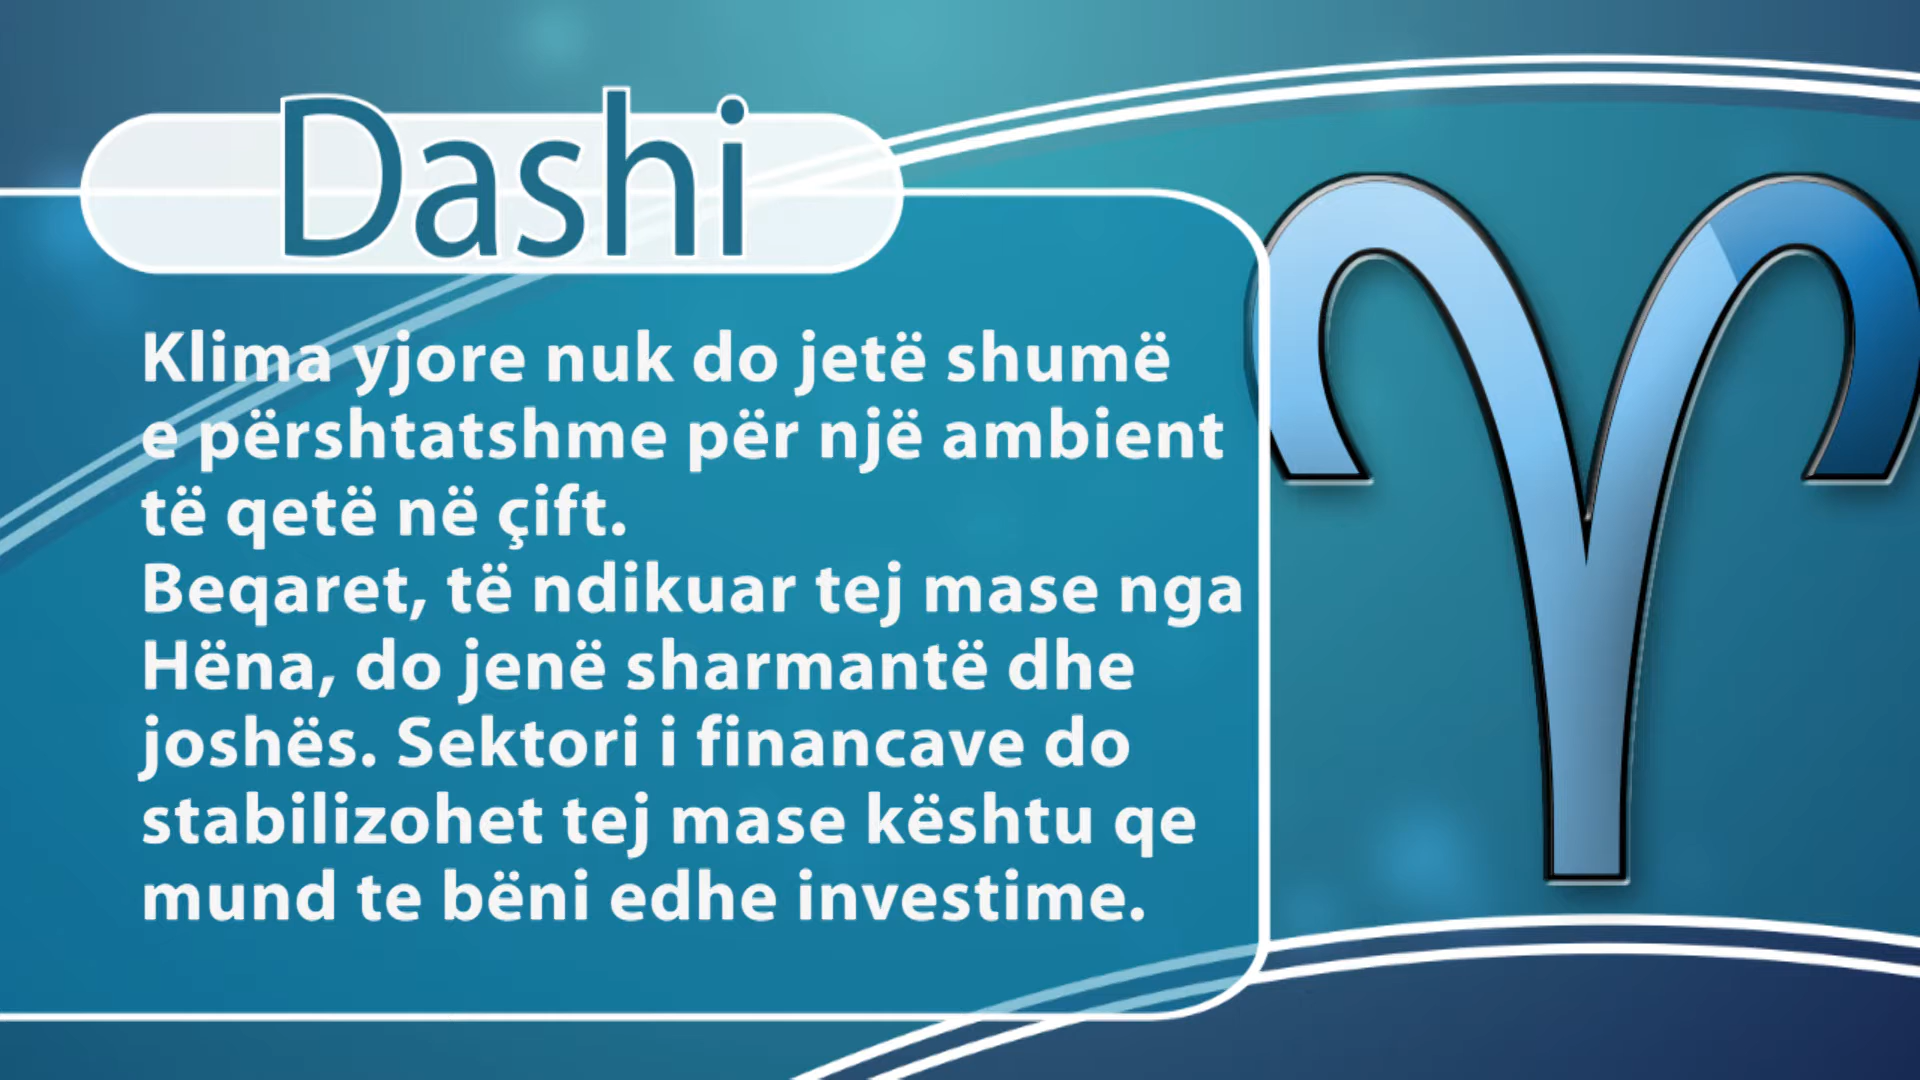 Dashi
Klima yjore nuk do jetë shumë
e përshtatshme për një ambient
të qetë në çift.
Beqaret, të ndikuar tej mase nga
Hëna, do jenë sharmantë dhe
joshës. Sektori i financave do
stabilizohet tej mase kështu qe
mund te bëni edhe investime.